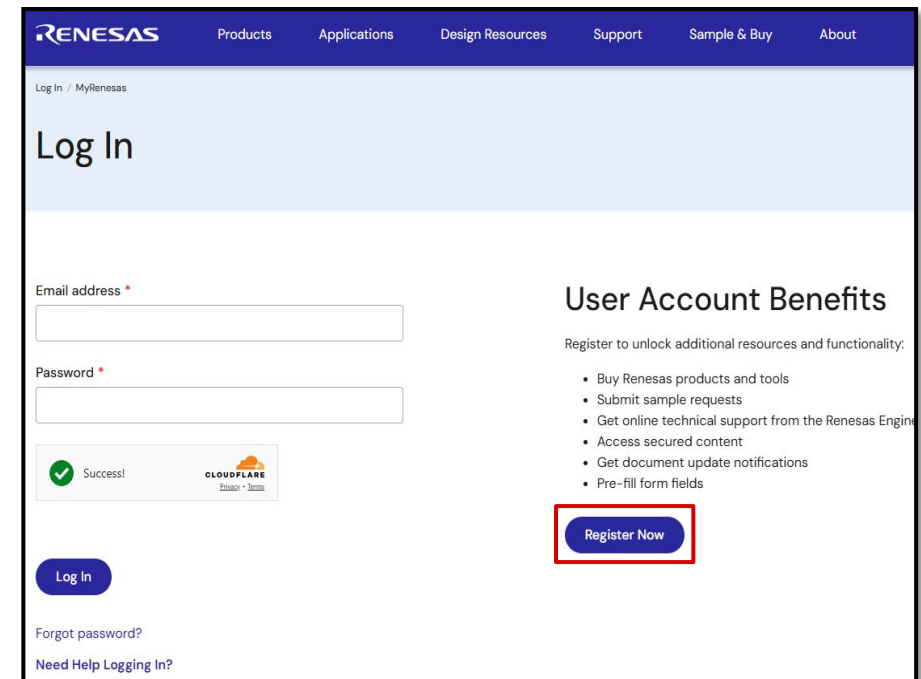 RENESAS Products Applications Design Resources Support Sample & Buy About
Log In / MyRenesas
Log In
Email address *
Password *
Success!
CLOUDFLARE
Privacy • Terms
Log In
Forgot password?
Need Help Logging In?
User Account Benefits
Register to unlock additional resources and functionality:
• Buy Renesas products and tools
• Submit sample requests
• Get online technical support from the Renesas Engine
• Access secured content
• Get document update notifications
• Pre-fill form fields
Register Now